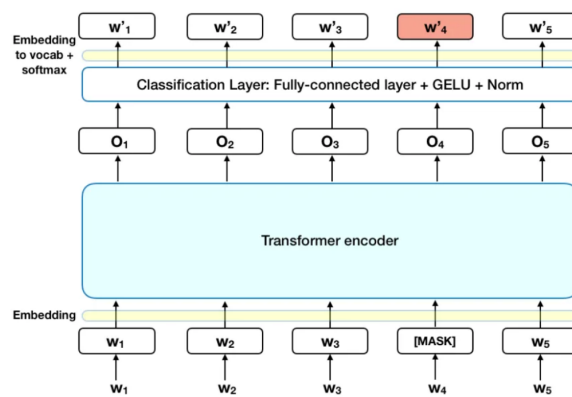 w'1 w'2 w'3 w'4 w'5
Embedding
to vocab +
softmax
Classification Layer: Fully-connected layer + GELU + Norm
O1 O2 O3 O4 O5
Transformer encoder
Embedding
W1 W2 W3 [MASK] W5
W1 W2 W3 W4 W5